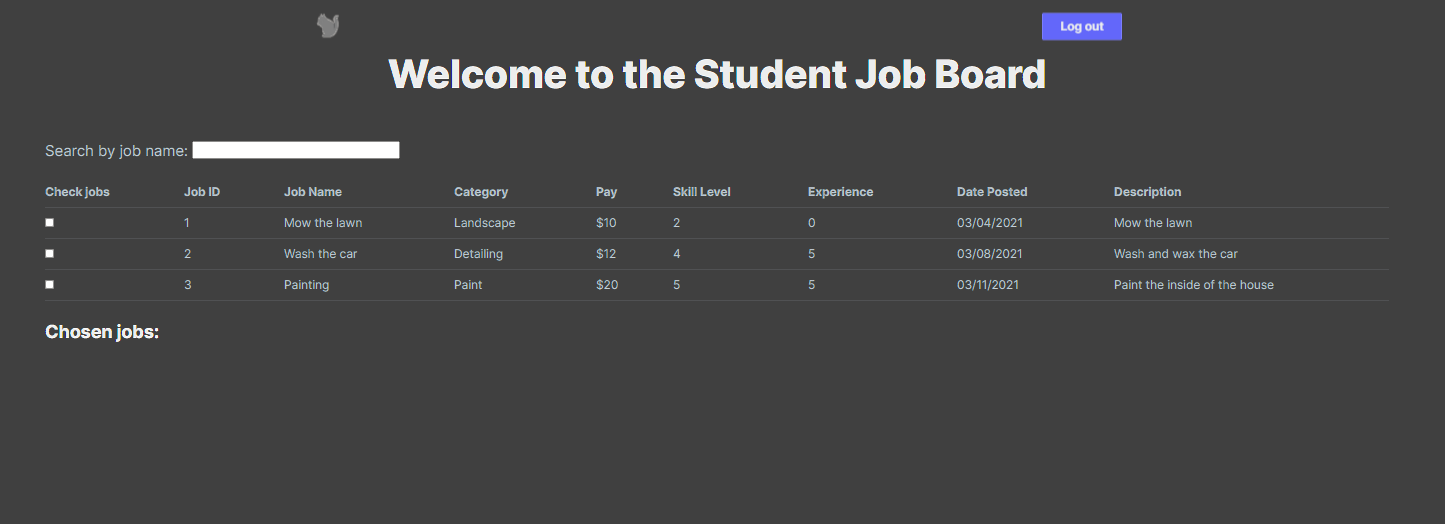 Log out
Welcome to the Student Job Board
Search by job name:
Check jobs Job ID Job Name Category Pay Skill Level Experience Date Posted Description
1 Mow the lawn Landscape $10 2 0 03/04/2021 Mow the lawn
2 Wash the car Detailing $12 4 5 03/08/2021 Wash and wax the car
3 Painting Paint $20 5 5 03/11/2021 Paint the inside of the house
Chosen jobs: